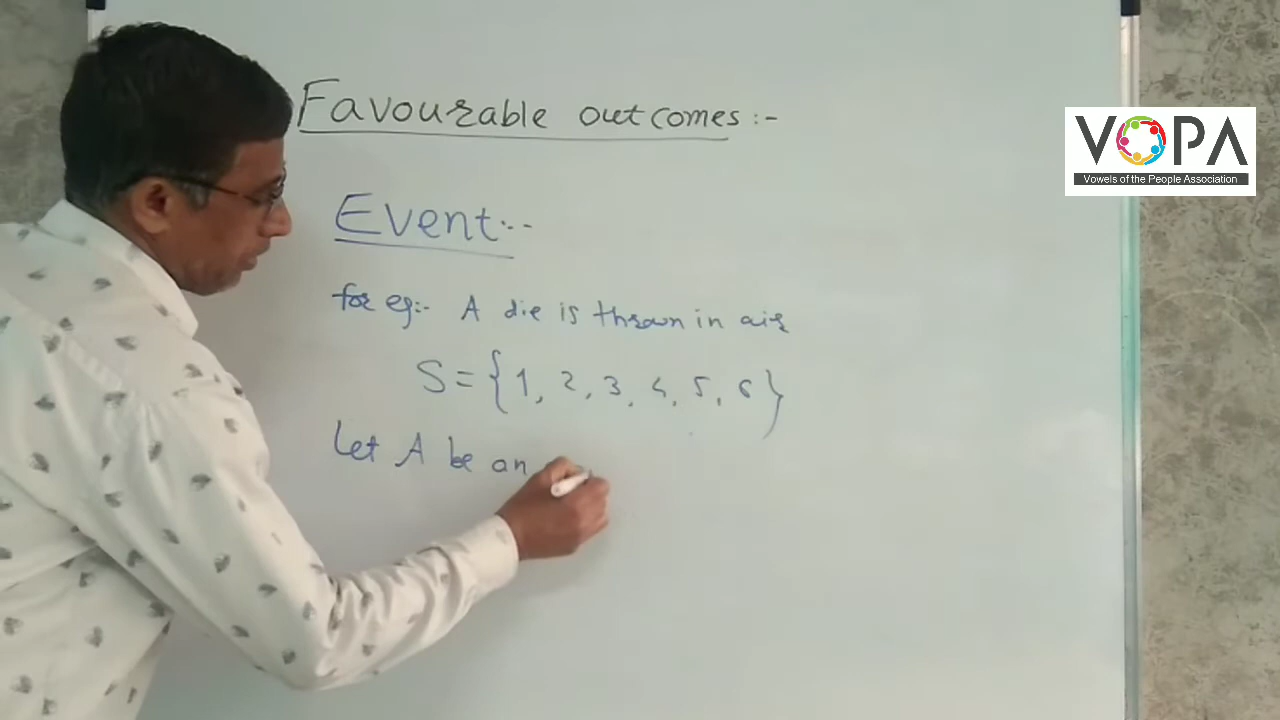 Favourable outcomes :-
VOPA
Vowels of the People Association
Event:-
for eg:- A die is thrown in air
S = {1, 2, 3, 4, 5, 6}
Let A be an